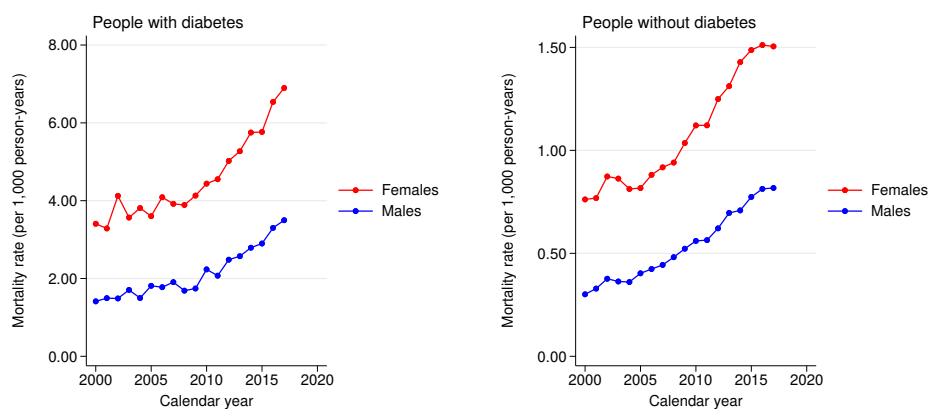 People with diabetes
8.00
6.00
4.00
2.00
0.00
Mortality rate (per 1,000 person-years)
2000 2005 2010 2015 2020
Calendar year
Females
Males
People without diabetes
1.50
1.00
0.50
0.00
Mortality rate (per 1,000 person-years)
2000 2005 2010 2015 2020
Calendar year
Females
Males